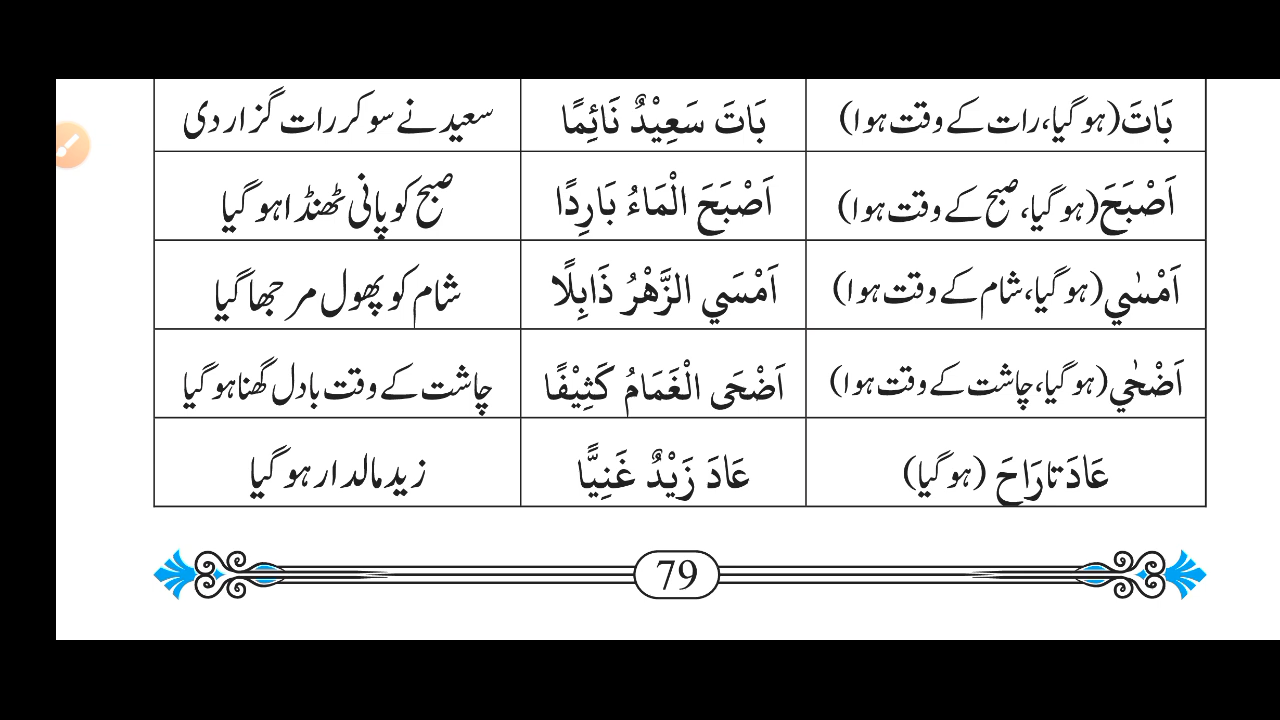 بَاتَ(ہو گیا،رات کے وقت ہوا) بَاتَ سَعِيْدٌ نَائِمًا سعید نے سو کر رات گزار دی
اَصْبَحَ(ہو گیا، صبح کے وقت ہوا) اَصْبَحَ الْمَاءُ بَارِدًا صبح کو پانی ٹھنڈا ہو گیا
اَمْسٰي(ہو گیا،شام کے وقت ہوا) اَمْسَي الزَّهْرُ ذَابِلًا شام کو پھول مرجھا گیا
اَضْحٰي(ہو گیا،چاشت کے وقت ہوا) اَضْحَى الْغَمَامُ كَثِيْفًا چاشت کے وقت بادل گھنا ہو گیا
عَادَ تا رَاحَ (ہو گیا) عَادَ زَيْدٌ غَنِيًّا زید مالدار ہو گیا
79